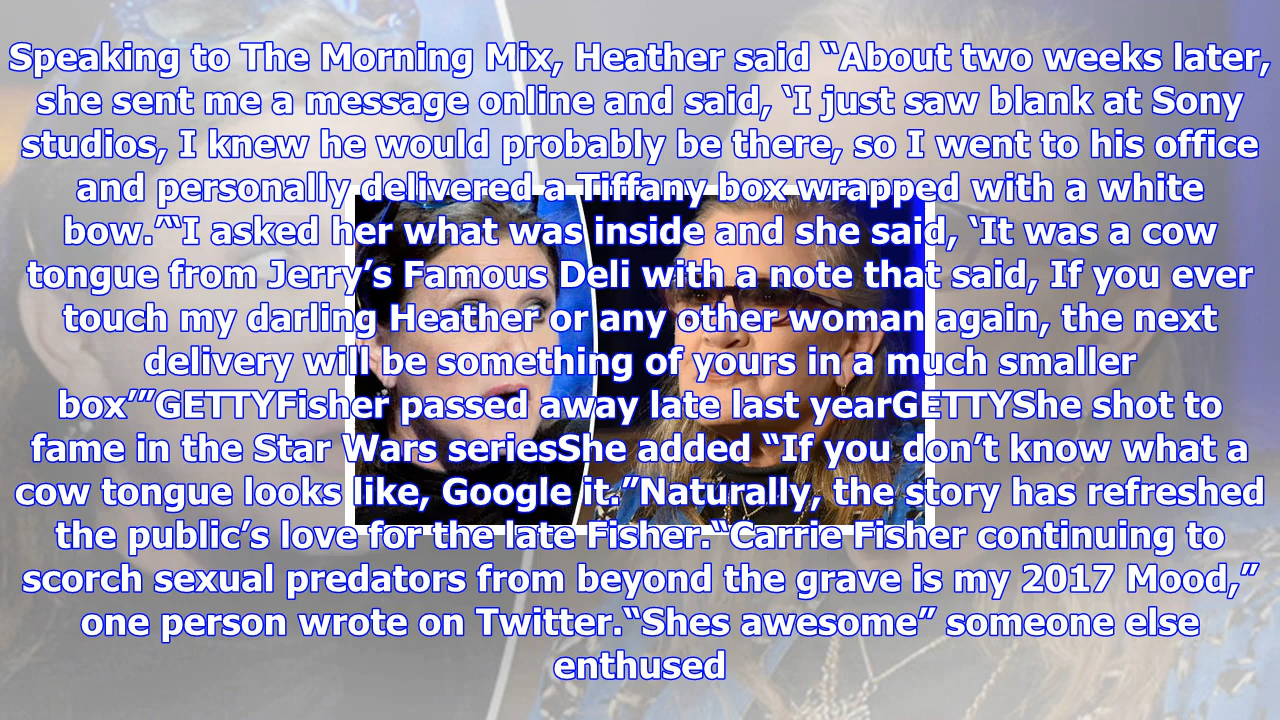 Speaking to The Morning Mix, Heather said “About two weeks later,
she sent me a message online and said, ‘I just saw blank at Sony
studios, I knew he would probably be there, so I went to his office
and personally delivered a Tiffany box wrapped with a white
bow.’“I asked her what was inside and she said, ‘It was a cow
tongue from Jerry’s Famous Deli with a note that said, If you ever
touch my darling Heather or any other woman again, the next
delivery will be something of yours in a much smaller
box’”GETTYFisher passed away late last yearGETTYShe shot to
fame in the Star Wars seriesShe added “If you don’t know what a
cow tongue looks like, Google it.”Naturally, the story has refreshed
the public’s love for the late Fisher.“Carrie Fisher continuing to
scorch sexual predators from beyond the grave is my 2017 Mood,”
one person wrote on Twitter.“Shes awesome” someone else
enthused